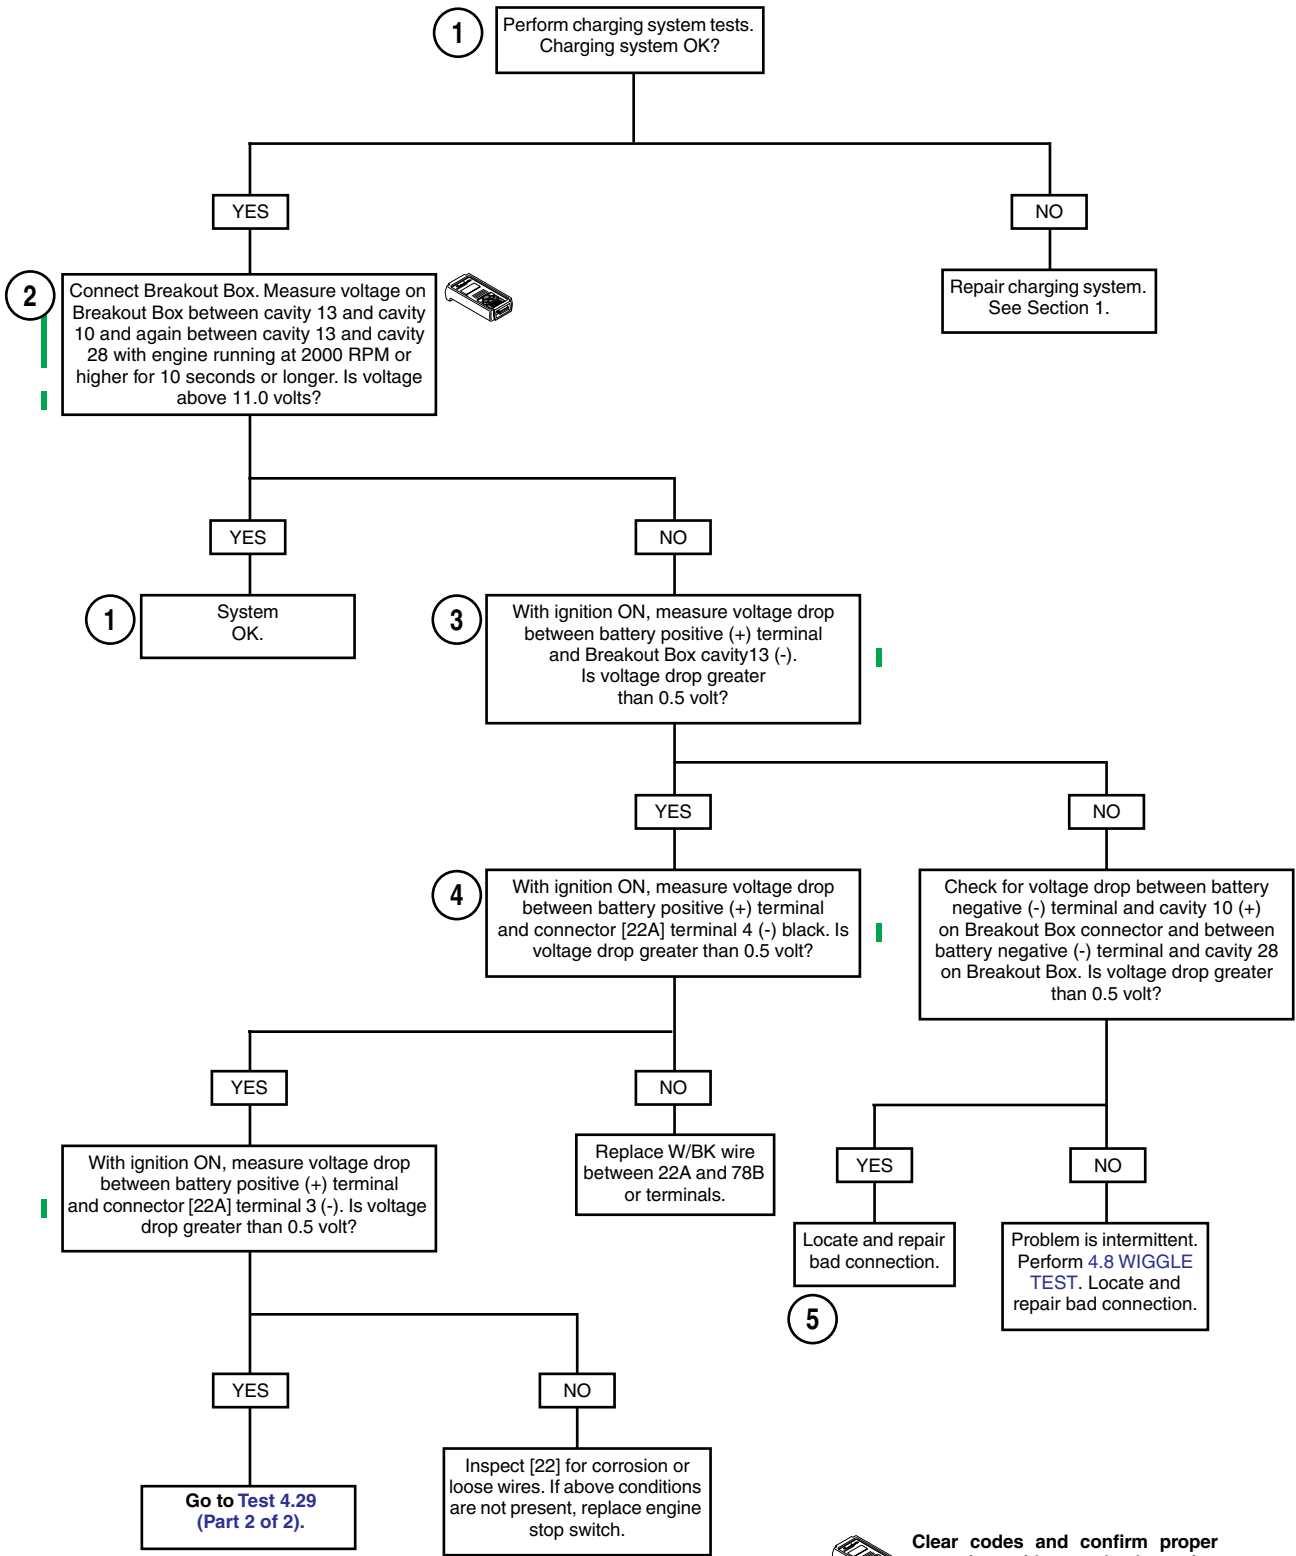 1
Perform charging system tests.
Charging system OK?
YES
NO
2
Connect Breakout Box. Measure voltage on
Breakout Box between cavity 13 and cavity
10 and again between cavity 13 and cavity
28 with engine running at 2000 RPM or
higher for 10 seconds or longer. Is voltage
above 11.0 volts?
Repair charging system.
See Section 1.
YES
NO
1
System
OK.
3
With ignition ON, measure voltage drop
between battery positive (+) terminal
and Breakout Box cavity13 (-).
Is voltage drop greater
than 0.5 volt?
YES
NO
4
With ignition ON, measure voltage drop
between battery positive (+) terminal
and connector [22A] terminal 4 (-) black. Is
voltage drop greater than 0.5 volt?
Check for voltage drop between battery
negative (-) terminal and cavity 10 (+)
on Breakout Box connector and between
battery negative (-) terminal and cavity 28
on Breakout Box. Is voltage drop greater
than 0.5 volt?
YES
NO
With ignition ON, measure voltage drop
between battery positive (+) terminal
and connector [22A] terminal 3 (-). Is voltage
drop greater than 0.5 volt?
Replace W/BK wire
between 22A and 78B
or terminals.
YES
NO
Locate and repair
bad connection.
5
Problem is intermittent.
Perform 4.8 WIGGLE
TEST. Locate and
repair bad connection.
YES
NO
Go to Test 4.29
(Part 2 of 2).
Inspect [22] for corrosion or
loose wires. If above conditions
are not present, replace engine
stop switch.
Clear codes and confirm proper